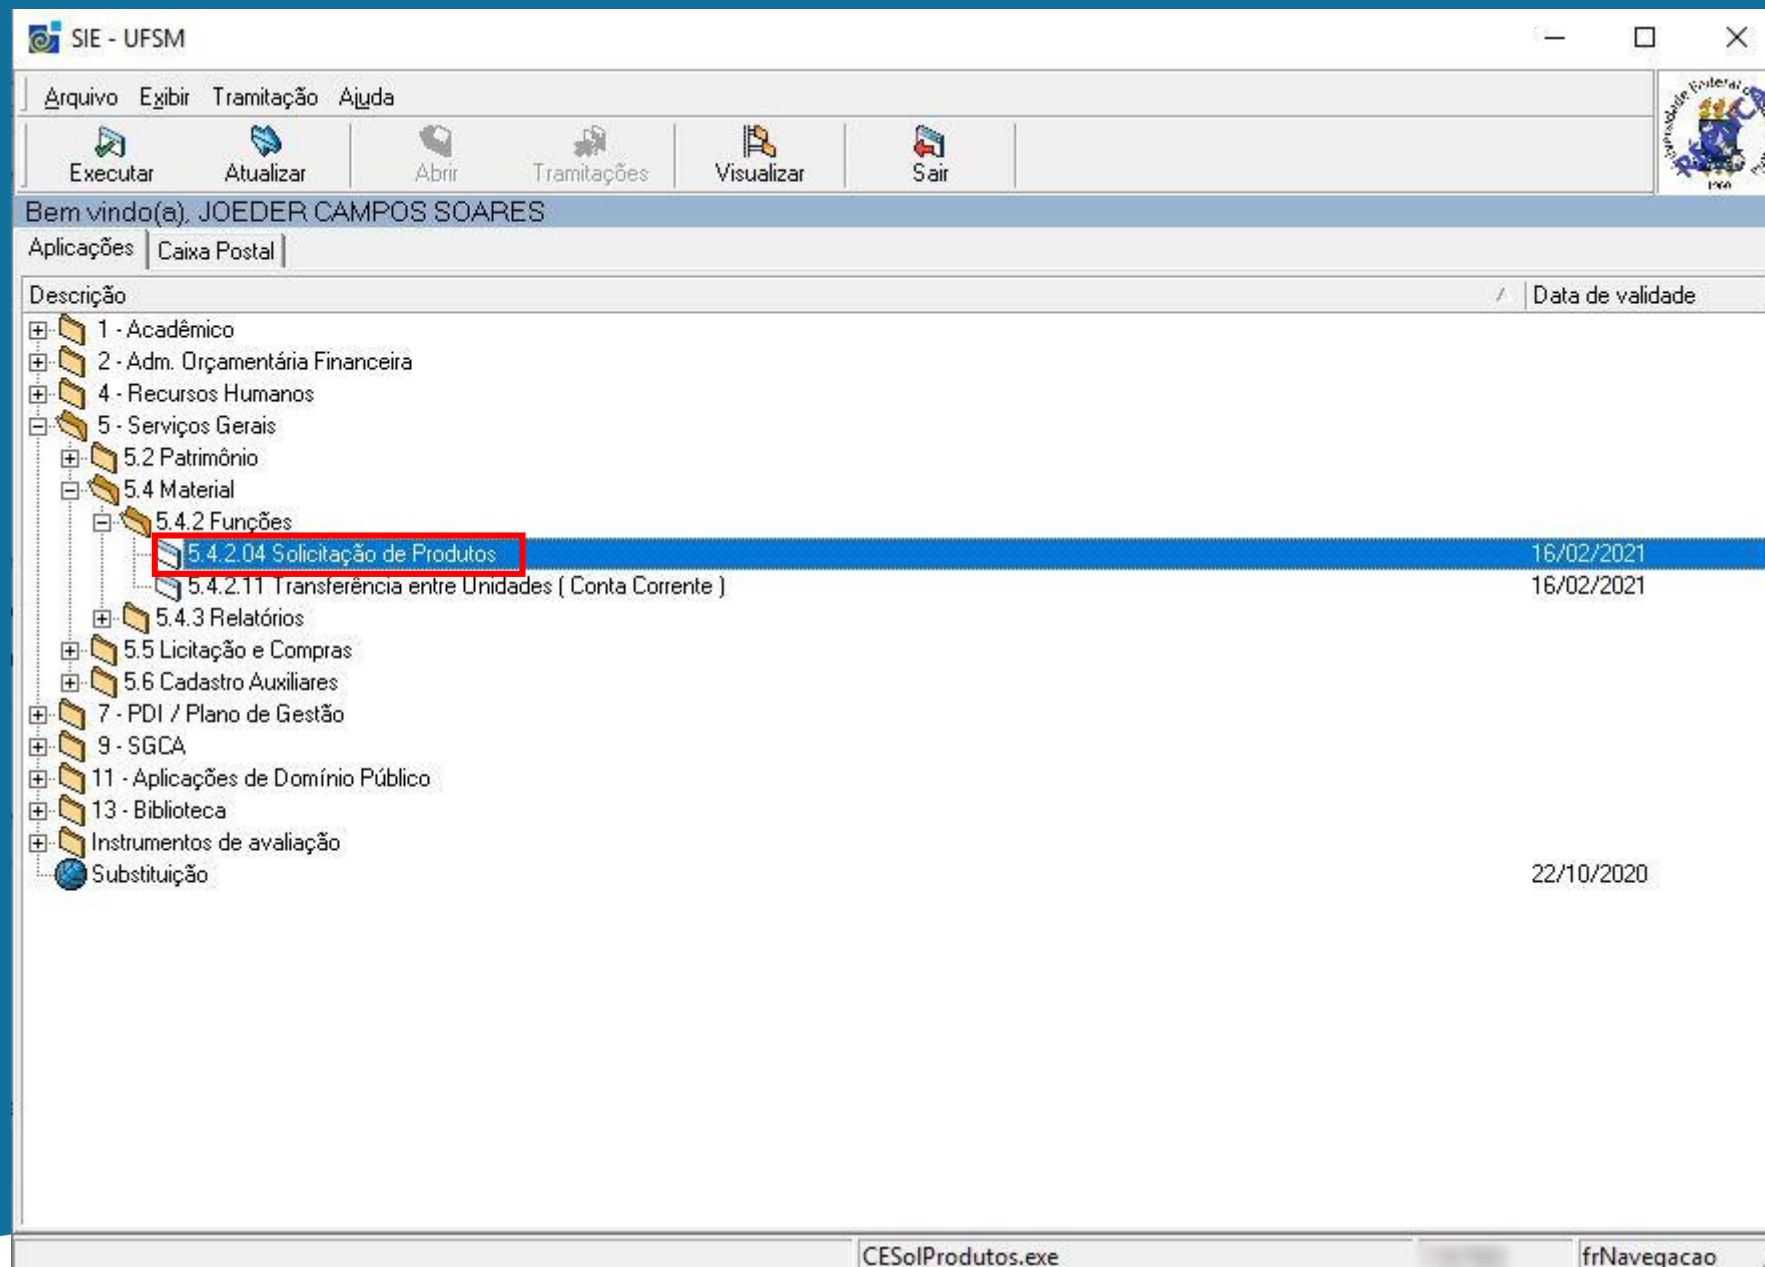 SIE - UFSM
Arquivo Exibir Tramitação Ajuda
Executar Atualizar Abrir Tramitações Visualizar Sair
Bem vindo(a), JOEDER CAMPOS SOARES
Aplicações Caixa Postal
Descrição Data de validade
1 - Acadêmico
2 - Adm. Orçamentária Financeira
4 - Recursos Humanos
5 - Serviços Gerais
5.2 Patrimônio
5.4 Material
5.4.2 Funções
5.4.2.04 Solicitação de Produtos 16/02/2021
5.4.2.11 Transferência entre Unidades ( Conta Corrente ) 16/02/2021
5.4.3 Relatórios
5.5 Licitação e Compras
5.6 Cadastro Auxiliares
7 - PDI / Plano de Gestão
9 - SGCA
11 - Aplicações de Domínio Público
13 - Biblioteca
Instrumentos de avaliação
Substituição 22/10/2020
CESolProdutos.exe frNavegacao